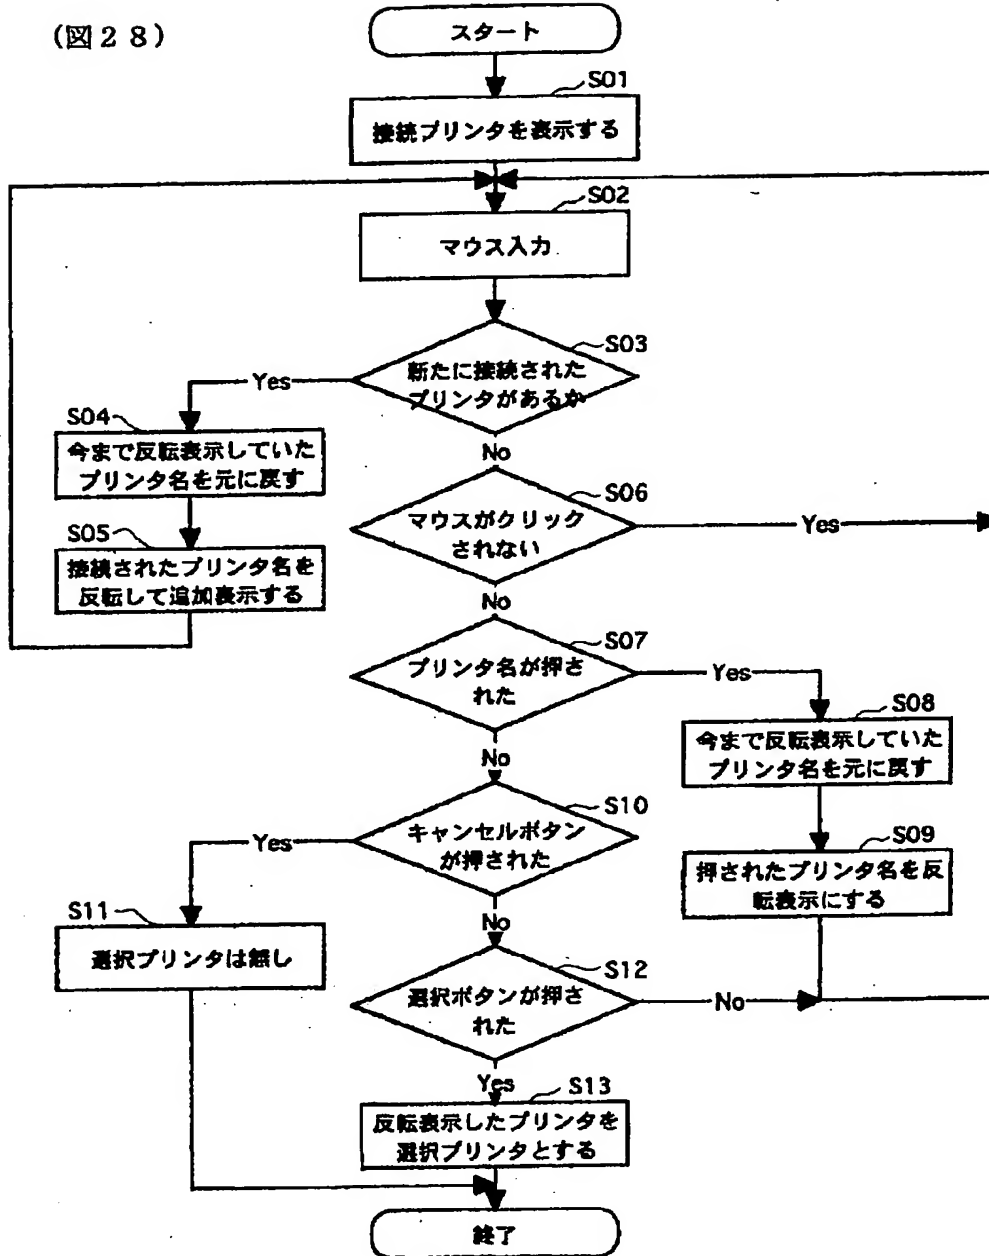 (図28)
スタート
S01
接続プリンタを表示する
S02
マウス入力
S03
新たに接続された
プリンタがあるか
Yes
No
S04
今まで反転表示していた
プリンタ名を元に戻す
S05
接続されたプリンタ名を
反転して追加表示する
S06
マウスがクリック
されない
Yes
No
S07
プリンタ名が押さ
れた
Yes
No
S08
今まで反転表示していた
プリンタ名を元に戻す
S09
押されたプリンタ名を反
転表示にする
S10
キャンセルボタン
が押された
Yes
No
S11
選択プリンタは無し
S12
選択ボタンが押さ
れた
No
Yes
S13
反転表示したプリンタを
選択プリンタとする
終了